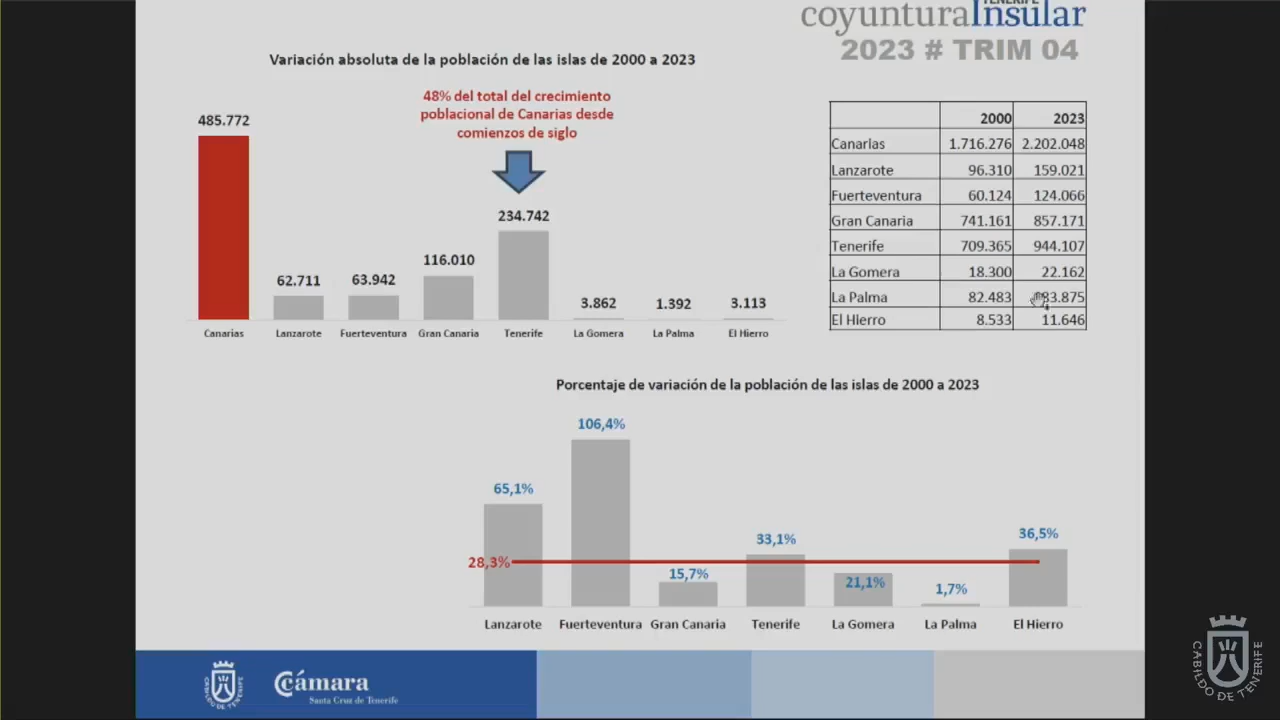 TENERIFE
coyunturaInsular
2023 # TRIM 04
Variación absoluta de la población de las islas de 2000 a 2023
48% del total del crecimiento
poblacional de Canarias desde
comienzos de siglo
485.772
62.711
63.942
116.010
234.742
3.862
1.392
3.113
Canarias
Lanzarote
Fuerteventura
Gran Canaria
Tenerife
La Gomera
La Palma
El Hierro
2000 2023
Canarias 1.716.276 2.202.048
Lanzarote 96.310 159.021
Fuerteventura 60.124 124.066
Gran Canaria 741.161 857.171
Tenerife 709.365 944.107
La Gomera 18.300 22.162
La Palma 82.483 83.875
El Hierro 8.533 11.646
Porcentaje de variación de la población de las islas de 2000 a 2023
65,1%
106,4%
28,3%
15,7%
33,1%
21,1%
1,7%
36,5%
Lanzarote
Fuerteventura
Gran Canaria
Tenerife
La Gomera
La Palma
El Hierro
CABILDO DE TENERIFE
Cámara
Santa Cruz de Tenerife
CABILDO DE TENERIFE